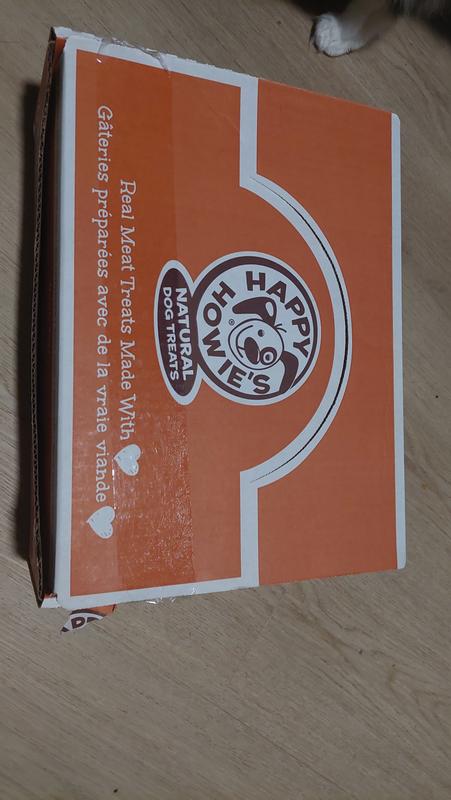 HAPPY
HOWIE'S
®
NATURAL
DOG TREATS
Real Meat Treats Made With
Gâteries préparées avec de la vraie viande